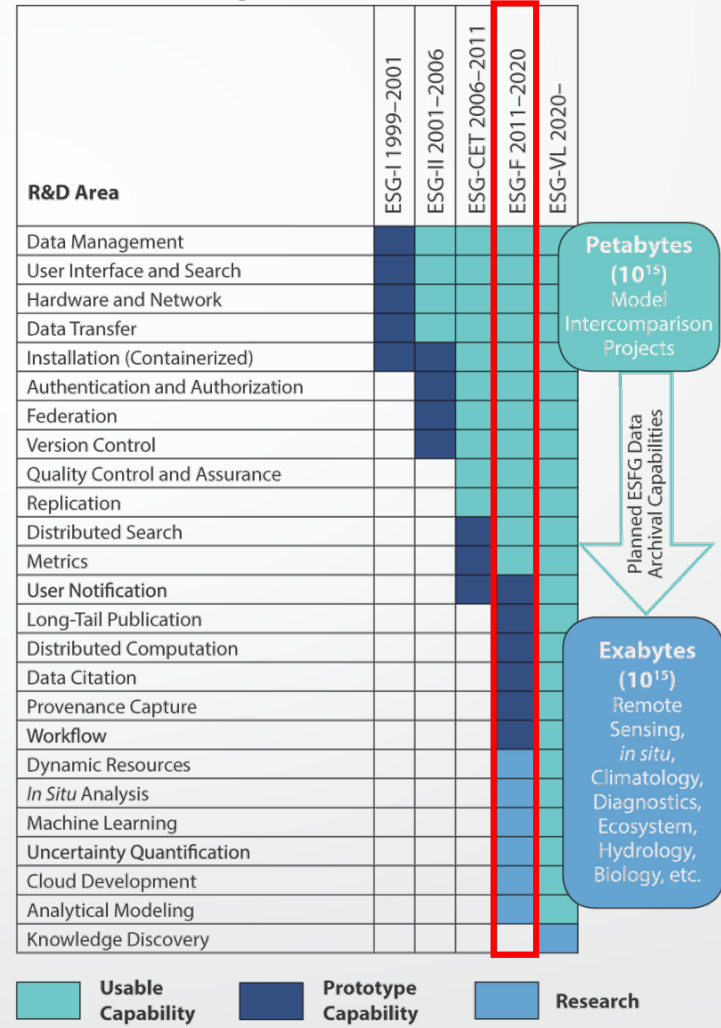 R&D Area
ESG-I 1999–2001
ESG-II 2001–2006
ESG-CET 2006–2011
ESG-F 2011–2020
ESG-VL 2020–
Data Management
User Interface and Search
Hardware and Network
Data Transfer
Installation (Containerized)
Authentication and Authorization
Federation
Version Control
Quality Control and Assurance
Replication
Distributed Search
Metrics
User Notification
Long-Tail Publication
Distributed Computation
Data Citation
Provenance Capture
Workflow
Dynamic Resources
In Situ Analysis
Machine Learning
Uncertainty Quantification
Cloud Development
Analytical Modeling
Knowledge Discovery
Petabytes
(10¹⁵)
Model
Intercomparison
Projects
Planned ESFG Data
Archival Capabilities
Exabytes
(10¹⁵)
Remote
Sensing,
in situ,
Climatology,
Diagnostics,
Ecosystem,
Hydrology,
Biology, etc.
Usable
Capability
Prototype
Capability
Research